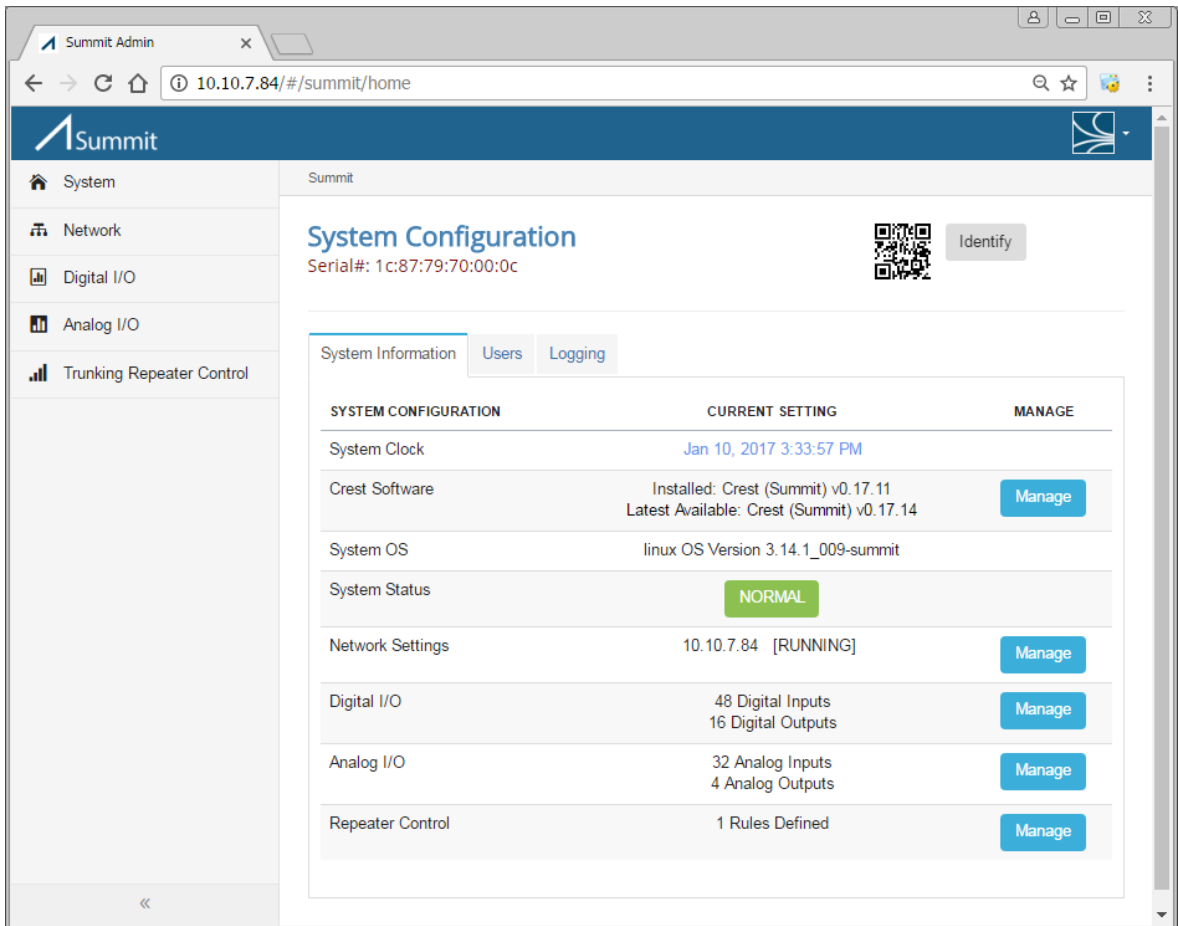 Summit Admin
10.10.7.84/#/summit/home
Summit
System
Network
Digital I/O
Analog I/O
Trunking Repeater Control
Summit
System Configuration
Serial#: 1c:87:79:70:00:0c
Identify
System Information Users Logging
SYSTEM CONFIGURATION CURRENT SETTING MANAGE
System Clock Jan 10, 2017 3:33:57 PM
Crest Software Installed: Crest (Summit) v0.17.11 Manage
Latest Available: Crest (Summit) v0.17.14
System OS linux OS Version 3.14.1_009-summit
System Status NORMAL
Network Settings 10.10.7.84 [RUNNING] Manage
Digital I/O 48 Digital Inputs Manage
16 Digital Outputs
Analog I/O 32 Analog Inputs Manage
4 Analog Outputs
Repeater Control 1 Rules Defined Manage